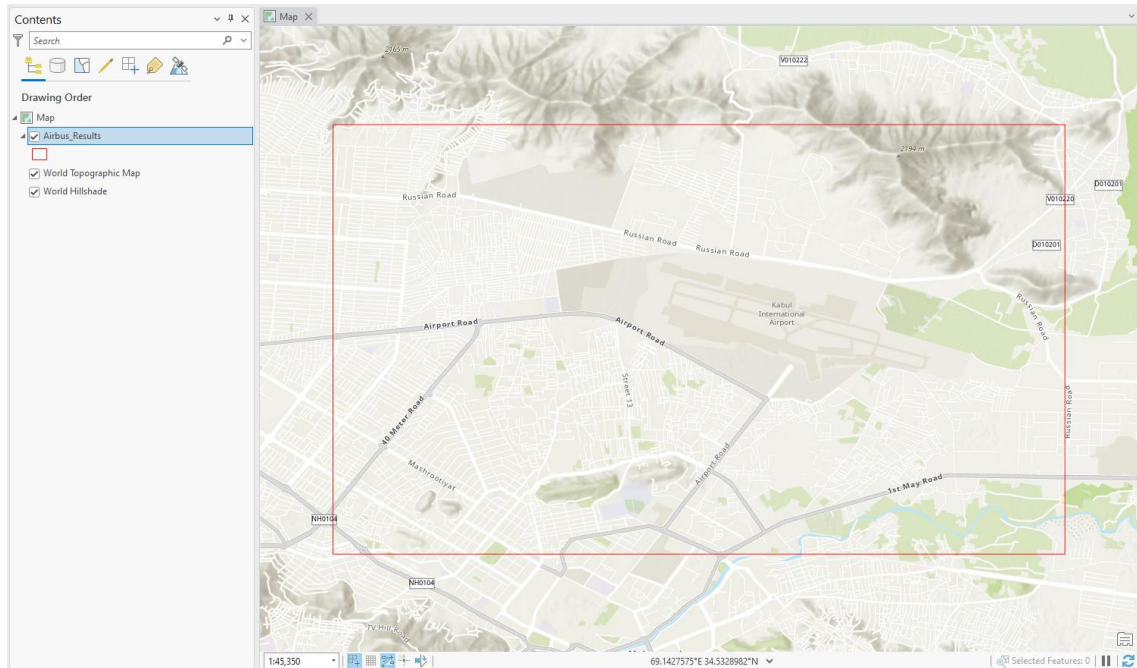 Contents
Search
Drawing Order
Map
Airbus_Results
World Topographic Map
World Hillshade
Map
2765 m
V010222
2194 m
D010201
V010220
Russian Road
D010201
Russian Road
Russian Road
Kabul
International
Airport
Russian Road
Airport Road
Airport Road
Street 13
Russian Road
40 Meter Road
Mashrootiyat
Airport Road
1st May Road
NH0104
NH0104
TV Hill Road
1:45,350
69.1427575°E 34.5328982°N
Selected Features: 0